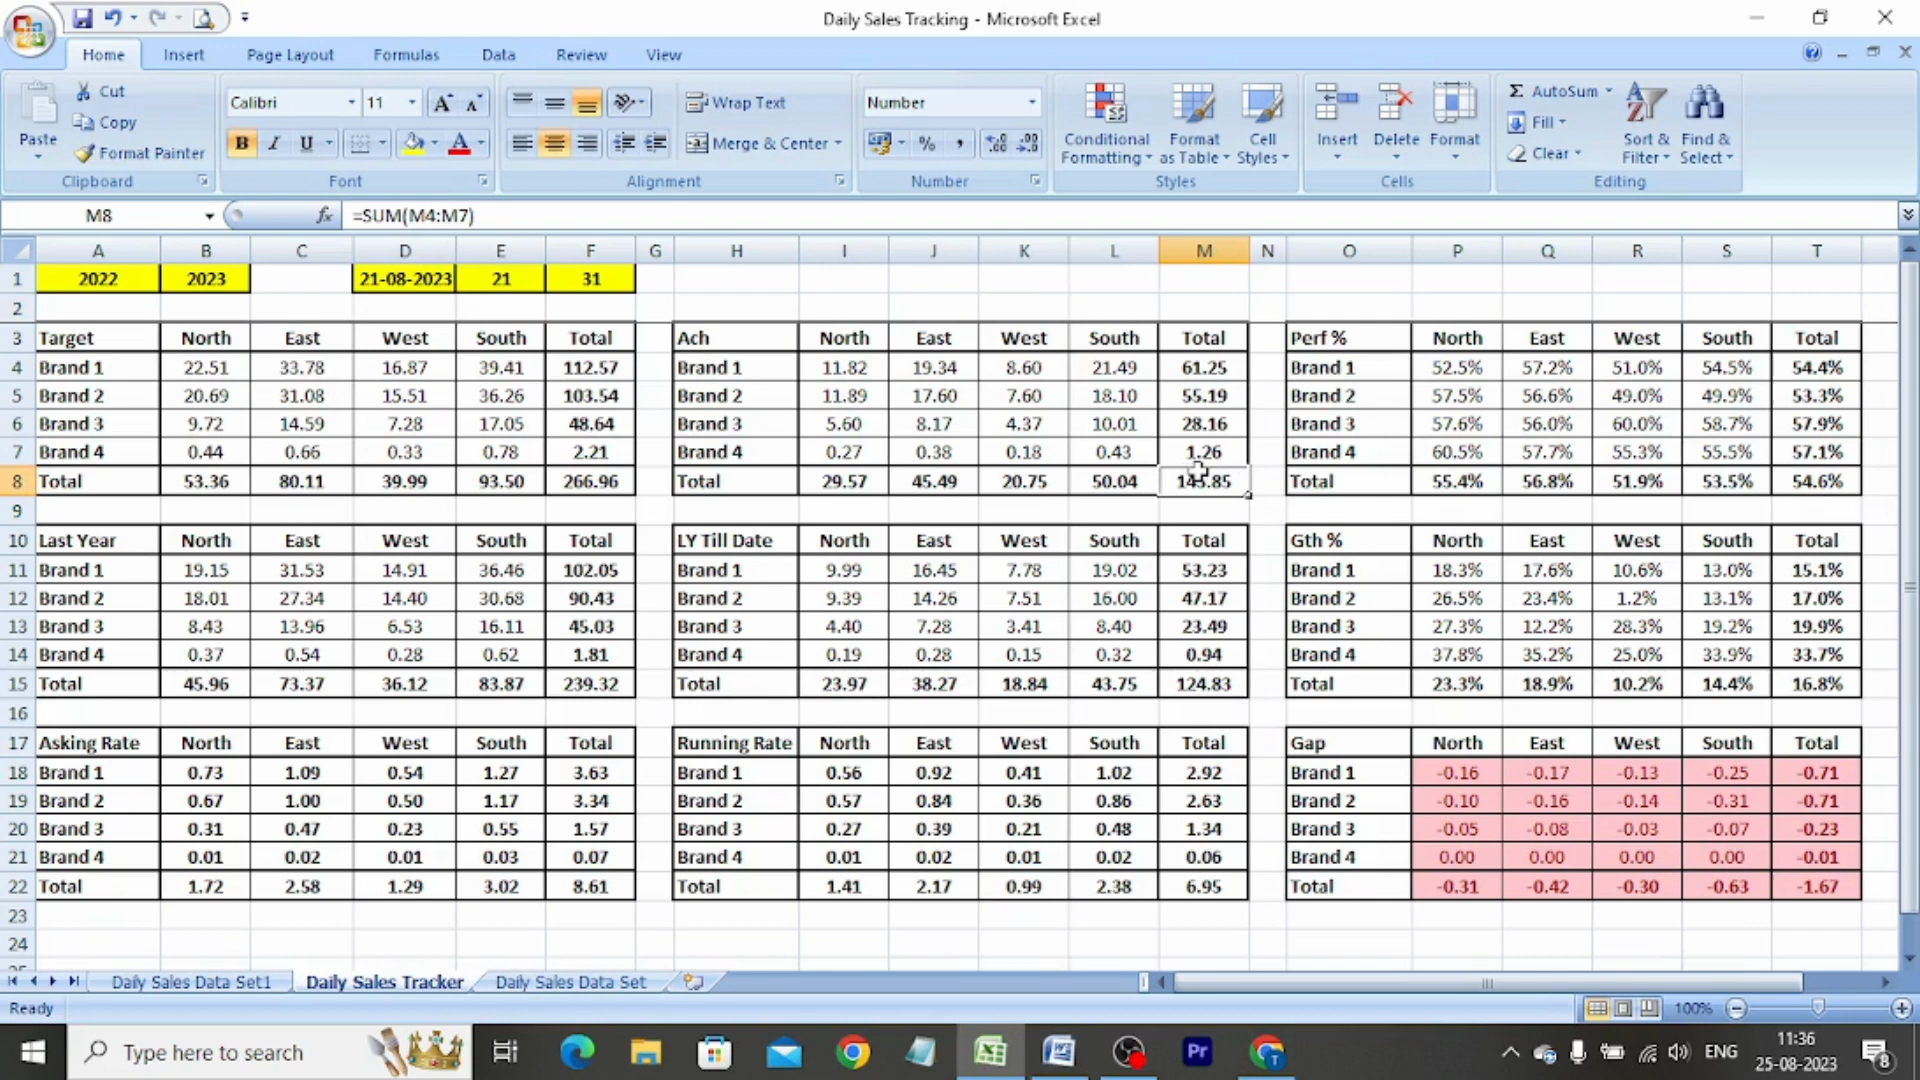 Daily Sales Tracking - Microsoft Excel
Home Insert Page Layout Formulas Data Review View
Paste Cut Copy Format Painter Clipboard
Calibri 11 B I U Font
Wrap Text Merge & Center Alignment
Number % , Number
Conditional Formatting Format as Table Cell Styles Styles
Insert Delete Format Cells
Σ AutoSum Fill Clear Sort & Filter Find & Select Editing
M8 fx =SUM(M4:M7)
A B C D E F G H I J K L M N O P Q R S T
1 2022 2023 21-08-2023 21 31
2
3 Target North East West South Total Ach North East West South Total Perf % North East West South Total
4 Brand 1 22.51 33.78 16.87 39.41 112.57 Brand 1 11.82 19.34 8.60 21.49 61.25 Brand 1 52.5% 57.2% 51.0% 54.5% 54.4%
5 Brand 2 20.69 31.08 15.51 36.26 103.54 Brand 2 11.89 17.60 7.60 18.10 55.19 Brand 2 57.5% 56.6% 49.0% 49.9% 53.3%
6 Brand 3 9.72 14.59 7.28 17.05 48.64 Brand 3 5.60 8.17 4.37 10.01 28.16 Brand 3 57.6% 56.0% 60.0% 58.7% 57.9%
7 Brand 4 0.44 0.66 0.33 0.78 2.21 Brand 4 0.27 0.38 0.18 0.43 1.26 Brand 4 60.5% 57.7% 55.3% 55.5% 57.1%
8 Total 53.36 80.11 39.99 93.50 266.96 Total 29.57 45.49 20.75 50.04 145.85 Total 55.4% 56.8% 51.9% 53.5% 54.6%
9
10 Last Year North East West South Total LY Till Date North East West South Total Gth % North East West South Total
11 Brand 1 19.15 31.53 14.91 36.46 102.05 Brand 1 9.99 16.45 7.78 19.02 53.23 Brand 1 18.3% 17.6% 10.6% 13.0% 15.1%
12 Brand 2 18.01 27.34 14.40 30.68 90.43 Brand 2 9.39 14.26 7.51 16.00 47.17 Brand 2 26.5% 23.4% 1.2% 13.1% 17.0%
13 Brand 3 8.43 13.96 6.53 16.11 45.03 Brand 3 4.40 7.28 3.41 8.40 23.49 Brand 3 27.3% 12.2% 28.3% 19.2% 19.9%
14 Brand 4 0.37 0.54 0.28 0.62 1.81 Brand 4 0.19 0.28 0.15 0.32 0.94 Brand 4 37.8% 35.2% 25.0% 33.9% 33.7%
15 Total 45.96 73.37 36.12 83.87 239.32 Total 23.97 38.27 18.84 43.75 124.83 Total 23.3% 18.9% 10.2% 14.4% 16.8%
16
17 Asking Rate North East West South Total Running Rate North East West South Total Gap North East West South Total
18 Brand 1 0.73 1.09 0.54 1.27 3.63 Brand 1 0.56 0.92 0.41 1.02 2.92 Brand 1 -0.16 -0.17 -0.13 -0.25 -0.71
19 Brand 2 0.67 1.00 0.50 1.17 3.34 Brand 2 0.57 0.84 0.36 0.86 2.63 Brand 2 -0.10 -0.16 -0.14 -0.31 -0.71
20 Brand 3 0.31 0.47 0.23 0.55 1.57 Brand 3 0.27 0.39 0.21 0.48 1.34 Brand 3 -0.05 -0.08 -0.03 -0.07 -0.23
21 Brand 4 0.01 0.02 0.01 0.03 0.07 Brand 4 0.01 0.02 0.01 0.02 0.06 Brand 4 0.00 0.00 0.00 0.00 -0.01
22 Total 1.72 2.58 1.29 3.02 8.61 Total 1.41 2.17 0.99 2.38 6.95 Total -0.31 -0.42 -0.30 -0.63 -1.67
23
24
Daily Sales Data Set1 Daily Sales Tracker Daily Sales Data Set
Ready 100%
Type here to search Pr ENG 11:36
25-08-2023 8